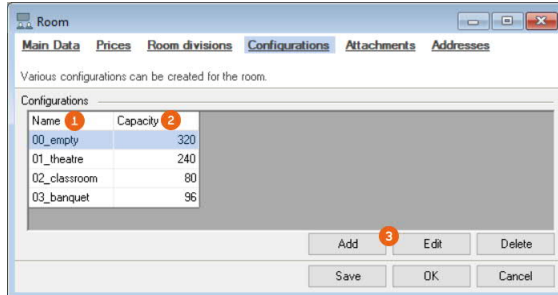 Room
Main Data Prices Room divisions Configurations Attachments Addresses
Various configurations can be created for the room.
Configurations
Name 1 Capacity 2
00_empty 320
01_theatre 240
02_classroom 80
03_banquet 96
Add 3 Edit Delete
Save OK Cancel